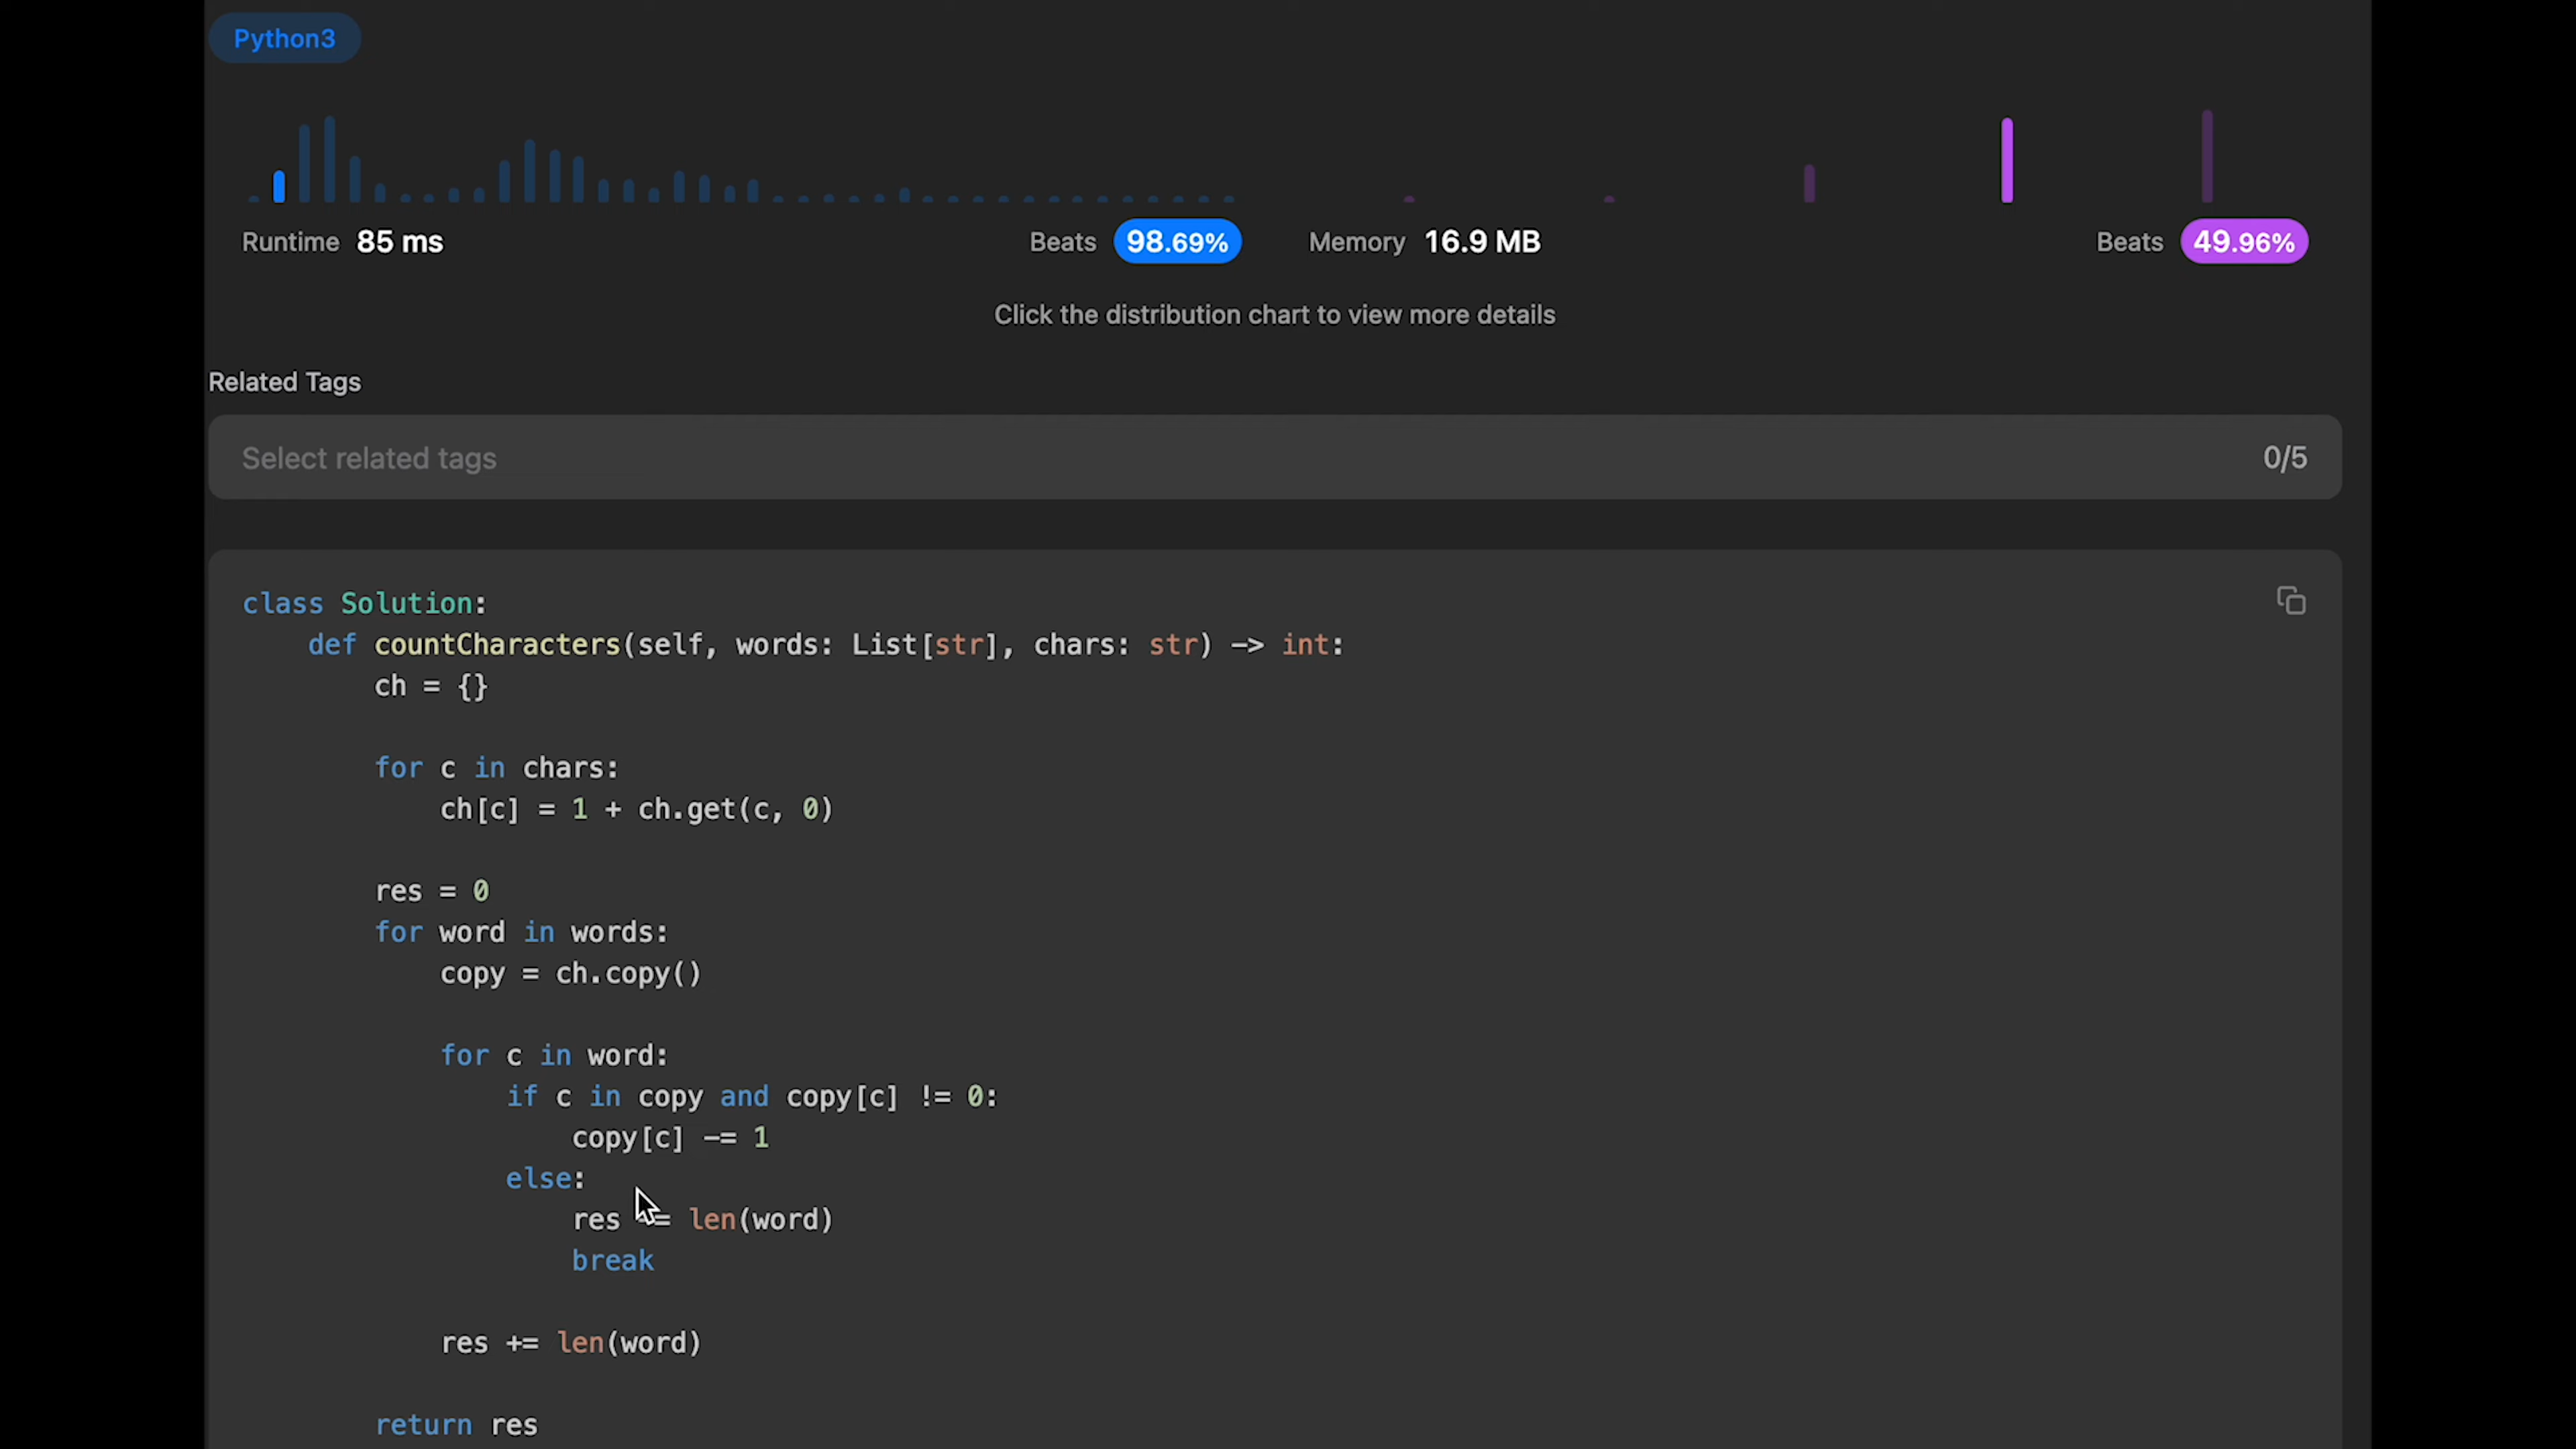 Python3
Runtime 85 ms Beats 98.69% Memory 16.9 MB Beats 49.96%
Click the distribution chart to view more details
Related Tags
Select related tags 0/5
class Solution:
    def countCharacters(self, words: List[str], chars: str) -> int:
        ch = {}
        for c in chars:
            ch[c] = 1 + ch.get(c, 0)
        res = 0
        for word in words:
            copy = ch.copy()
            for c in word:
                if c in copy and copy[c] != 0:
                    copy[c] -= 1
                else:
                    res = len(word)
                    break
            res += len(word)
        return res